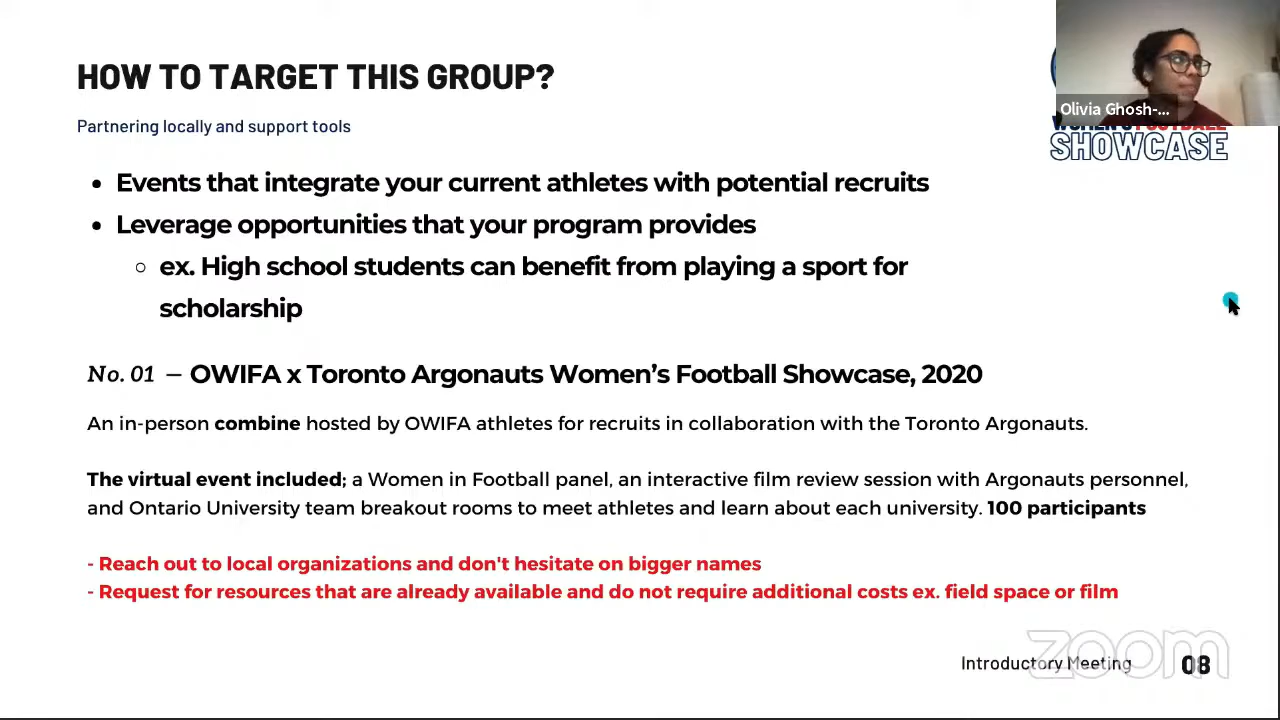 HOW TO TARGET THIS GROUP?
Olivia Ghosh-...
Partnering locally and support tools
WOMEN'S FOOTBALL
SHOWCASE
• Events that integrate your current athletes with potential recruits
• Leverage opportunities that your program provides
○ ex. High school students can benefit from playing a sport for
scholarship
No. 01 — OWIFA x Toronto Argonauts Women’s Football Showcase, 2020
An in-person combine hosted by OWIFA athletes for recruits in collaboration with the Toronto Argonauts.
The virtual event included; a Women in Football panel, an interactive film review session with Argonauts personnel,
and Ontario University team breakout rooms to meet athletes and learn about each university. 100 participants
- Reach out to local organizations and don't hesitate on bigger names
- Request for resources that are already available and do not require additional costs ex. field space or film
Introductory Meeting 08
zoom